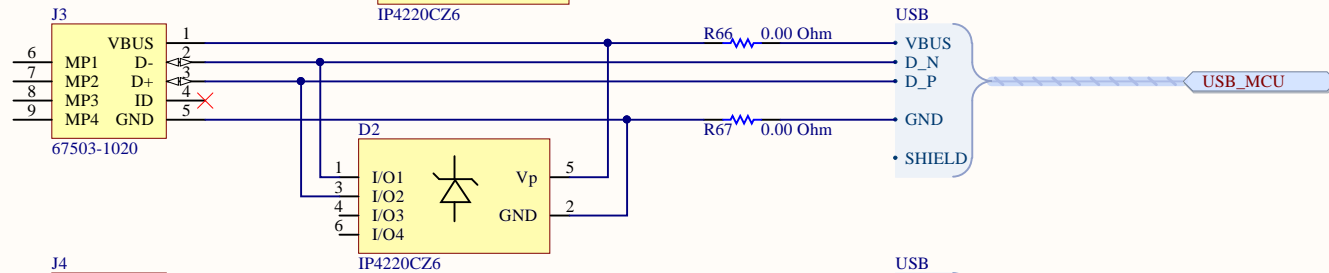 IP4220CZ6
J3
USB
1
VBUS
R66
0.00 Ohm
VBUS
6
MP1
D-
2
D_N
7
MP2
D+
3
D_P
USB_MCU
8
MP3
ID
4
9
MP4
GND
5
R67
0.00 Ohm
GND
67503-1020
D2
SHIELD
1
I/O1
Vp
5
3
I/O2
4
I/O3
GND
2
6
I/O4
J4
IP4220CZ6
USB